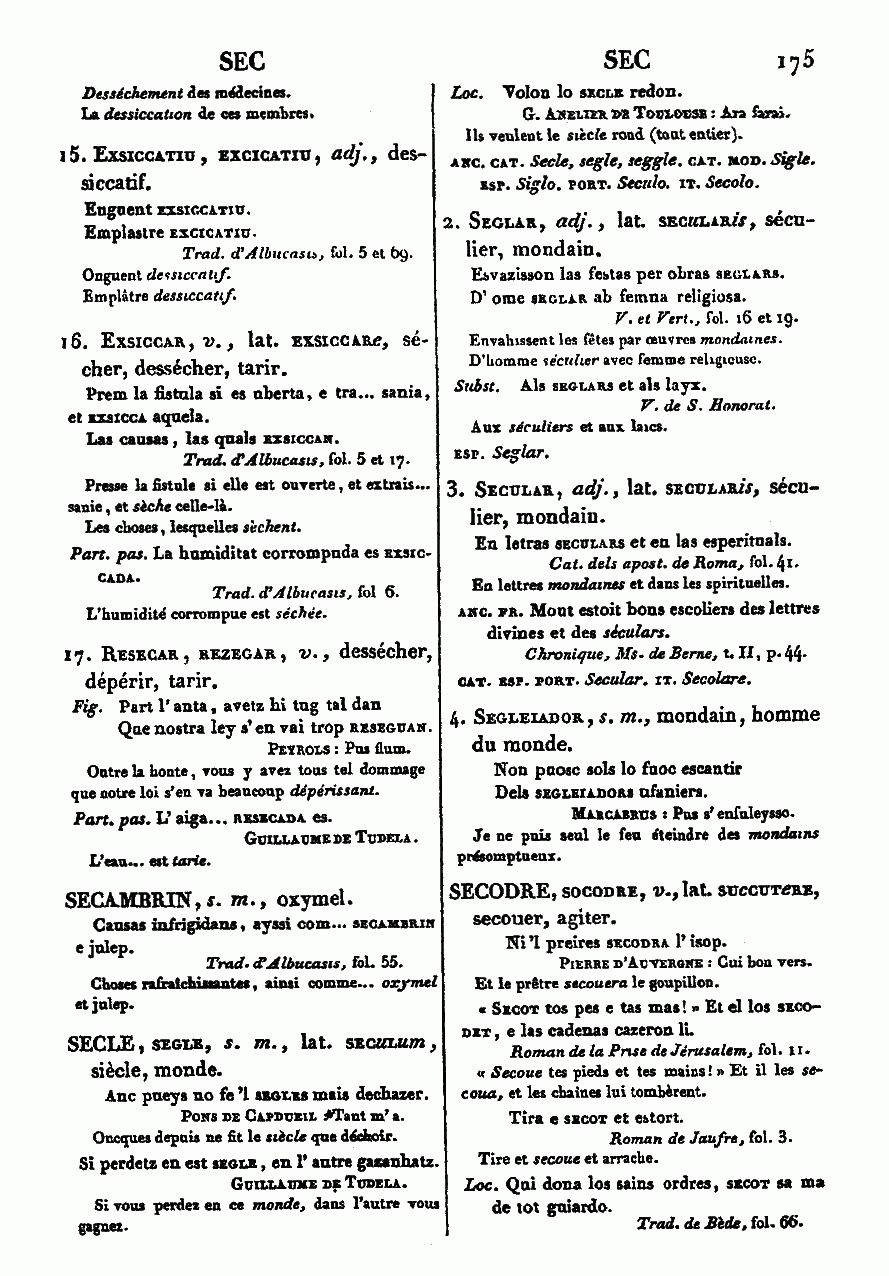 SEC
SEC 175
Desséchement des médecines.
La dessiccation de ces membres.
15. Exsiccatiu, excicatiu, adj., des-
siccatif.
Enguent exsiccatiu.
Emplastre excicatiu.
Trad. d'Albucasis, fol. 5 et 69.
Onguent dessiccatif.
Emplâtre dessiccatif.
16. Exsiccar, v., lat. exsiccare, sé-
cher, dessécher, tarir.
Prem la fistula si es uberta, e tra... sania,
et exsicca aquela.
Las causas, las quals exsiccan.
Trad. d'Albucasis, fol. 5 et 17.
Presse la fistule si elle est ouverte, et extrais...
sanie, et sèche celle-là.
Les choses, lesquelles sèchent.
Part. pas. La humiditat corrompuda es exsic-
cada.
Trad. d'Albucasis, fol 6.
L'humidité corrompue est séchée.
17. Resecar, rezegar, v., dessécher,
dépérir, tarir.
Fig. Part l'anta, avetz hi tug tal dan
Que nostra ley s'en vai trop reseguan.
Peyrols: Pus flum.
Outre la honte, vous y avez tous tel dommage
que notre loi s'en va beaucoup dépérissant.
Part. pas. L'aiga... resecada es.
Guillaume de Tudela.
L'eau... est tarie.
SECAMBRIN, s. m., oxymel.
Causas infrigidans, ayssi com... secambrin
e julep.
Trad. d'Albucasis, fol. 55.
Choses rafraîchissantes, ainsi comme... oxymel
et julep.
SECLE, segle, s. m., lat. seculum,
siècle, monde.
Anc pueys no fe'l segles mais dechazer.
Pons de Capdueil: Tant m'a.
Oncques depuis ne fit le siècle que déchoir.
Si perdetz en est segle, en l'autre gazanhatz.
Guillaume de Tudela.
Si vous perdez en ce monde, dans l'autre vous
gagnez.
Loc. Volon lo secle redon.
G. Anelier de Toulouse: Ara farai.
Ils veulent le siècle rond (tout entier).
anc. cat. Secle, segle, seggle. cat. mod. Sigle.
esp. Siglo. port. Seculo. it. Secolo.
2. Seglar, adj., lat. secularis, sécu-
lier, mondain.
Esvazisson las festas per obras seglars.
D'ome seglar ab femna religiosa.
V. et Vert., fol. 16 et 19.
Envahissent les fêtes par œuvres mondaines.
D'homme séculier avec femme religieuse.
Subst. Als seglars et als layx.
V. de S. Honorat.
Aux séculiers et aux laics.
esp. Seglar.
3. Secular, adj., lat. secularis, sécu-
lier, mondain.
En letras seculars et en las esperituals.
Cat. dels apost. de Roma, fol. 41.
En lettres mondaines et dans les spirituelles.
anc. fr. Mout estoit bons escoliers des lettres
divines et des séculars.
Chronique, Ms. de Berne, t. II, p. 44.
cat. esp. port. Secular. it. Secolare.
4. Segleiador, s. m., mondain, homme
du monde.
Non puosc sols lo fuoc escantir
Dels segleiadors ufaniers.
Marcabrus: Pus s'enfuleysso.
Je ne puis seul le feu éteindre des mondains
présomptueux.
SECODRE, socodre, v., lat. succutere,
secouer, agiter.
Ni'l preires secodra l'isop.
Pierre d'Auvergne: Cui bon vers.
Et le prêtre secouera le goupillon.
« Secot tos pes e tas mas! » Et el los seco-
det, e las cadenas cazeron li.
Roman de la Prise de Jérusalem, fol. 11.
« Secoue tes pieds et tes mains! » Et il les se-
coua, et les chaines lui tombèrent.
Tira e secot et estort.
Roman de Jaufre, fol. 3.
Tire et secoue et arrache.
Loc. Qui dona los sains ordres, secot sa ma
de tot guiardo.
Trad. de Bède, fol. 66.